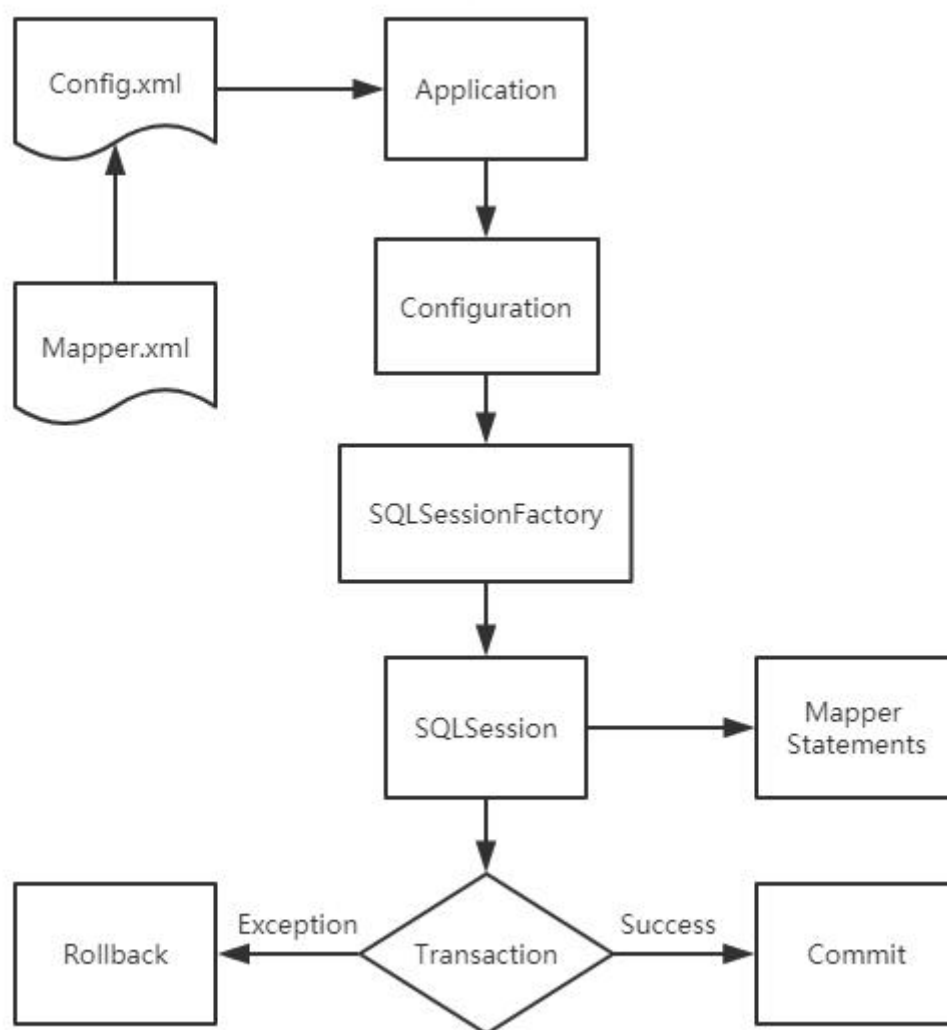 Config.xml
Application
Configuration
Mapper.xml
SQLSessionFactory
SQLSession
Mapper
Statements
Exception
Success
Rollback
Transaction
Commit